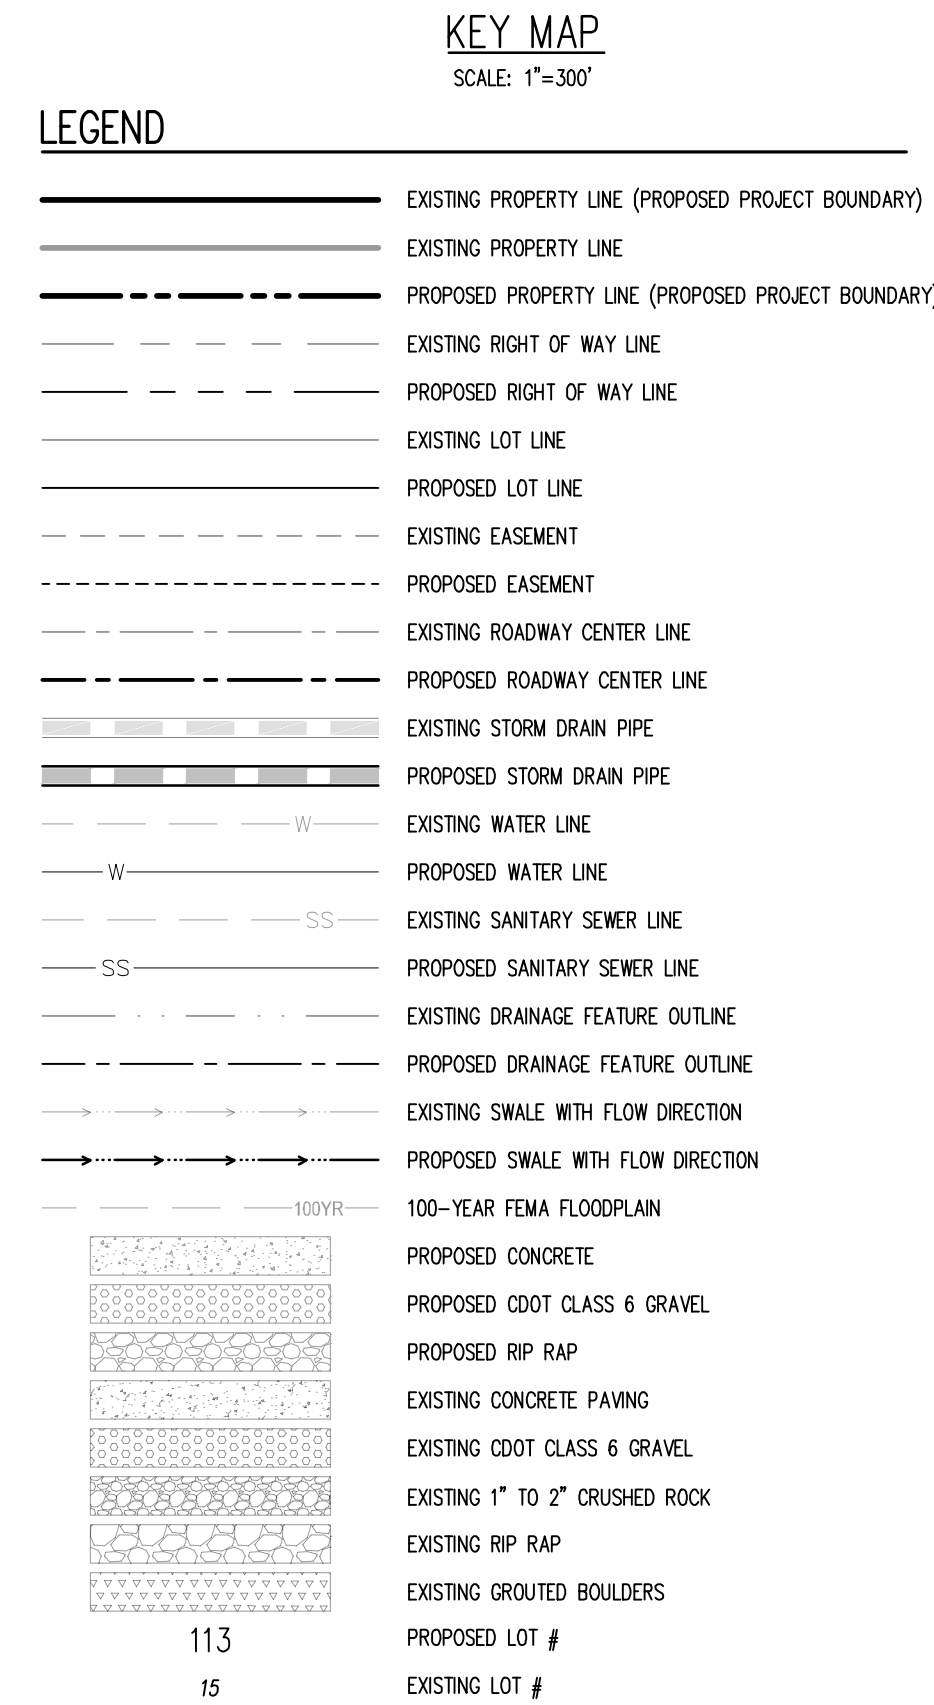 KEY MAP
SCALE: 1"=300'
LEGEND
EXISTING PROPERTY LINE (PROPOSED PROJECT BOUNDARY)
EXISTING PROPERTY LINE
PROPOSED PROPERTY LINE (PROPOSED PROJECT BOUNDARY)
EXISTING RIGHT OF WAY LINE
PROPOSED RIGHT OF WAY LINE
EXISTING LOT LINE
PROPOSED LOT LINE
EXISTING EASEMENT
PROPOSED EASEMENT
EXISTING ROADWAY CENTER LINE
PROPOSED ROADWAY CENTER LINE
EXISTING STORM DRAIN PIPE
PROPOSED STORM DRAIN PIPE
W EXISTING WATER LINE
W PROPOSED WATER LINE
SS EXISTING SANITARY SEWER LINE
SS PROPOSED SANITARY SEWER LINE
EXISTING DRAINAGE FEATURE OUTLINE
PROPOSED DRAINAGE FEATURE OUTLINE
EXISTING SWALE WITH FLOW DIRECTION
PROPOSED SWALE WITH FLOW DIRECTION
100YR 100-YEAR FEMA FLOODPLAIN
PROPOSED CONCRETE
PROPOSED CDOT CLASS 6 GRAVEL
PROPOSED RIP RAP
EXISTING CONCRETE PAVING
EXISTING CDOT CLASS 6 GRAVEL
EXISTING 1" TO 2" CRUSHED ROCK
EXISTING RIP RAP
EXISTING GROUTED BOULDERS
113 PROPOSED LOT #
15 EXISTING LOT #